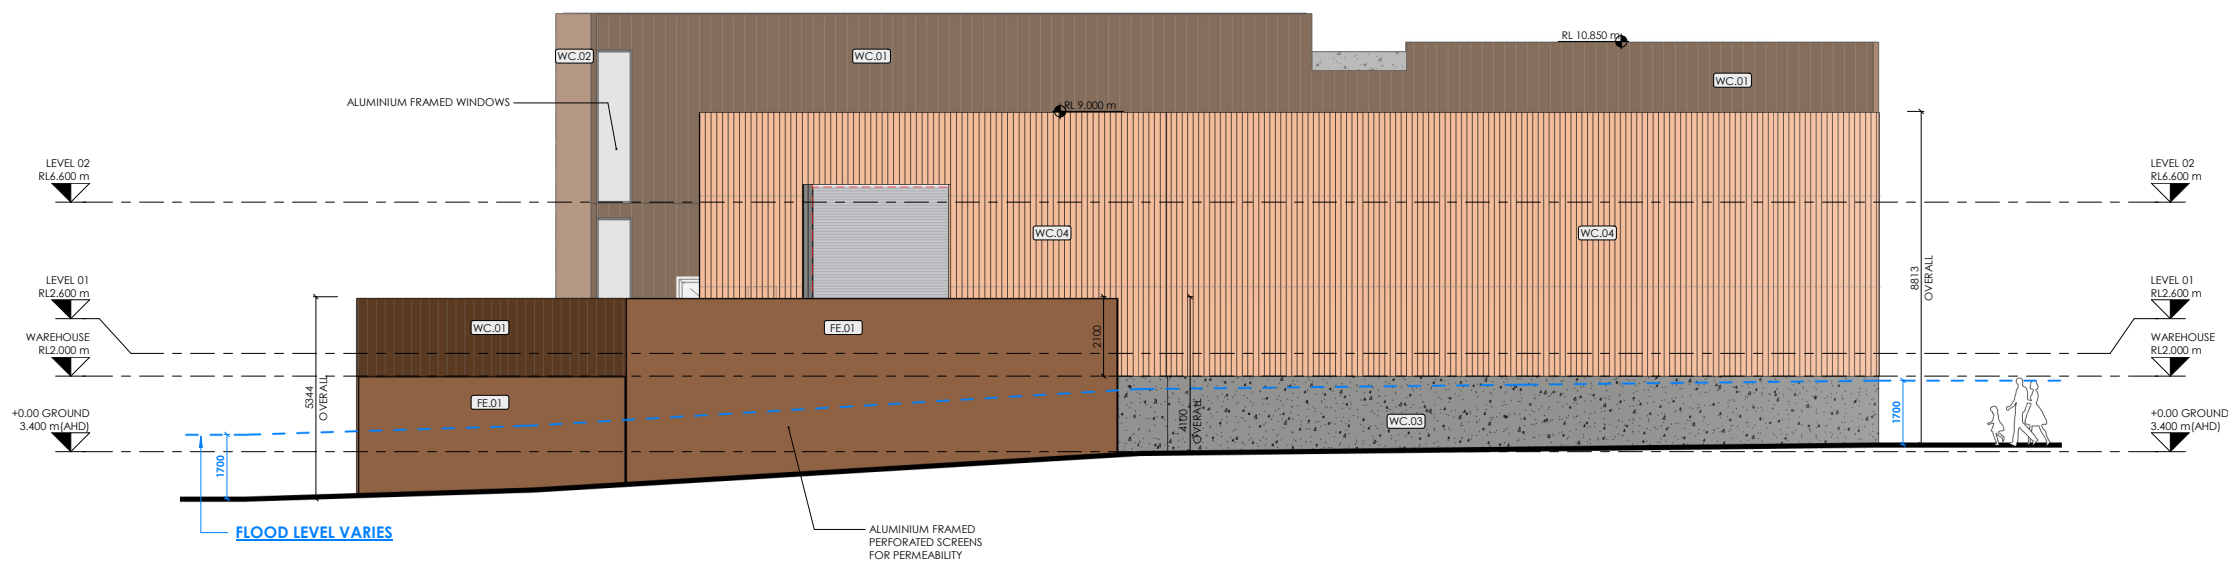 RL 10.850 m
WC.02
WC.01
WC.01
ALUMINIUM FRAMED WINDOWS
RL 9.000 m
LEVEL 02
RL6.600 m
LEVEL 02
RL6.600 m
WC.04
WC.04
8813
OVERALL
LEVEL 01
RL2.600 m
LEVEL 01
RL2.600 m
WC.01
FE.01
2100
WAREHOUSE
RL2.000 m
WAREHOUSE
RL2.000 m
5344
OVERALL
FE.01
4100
OVERALL
WC.03
1700
+0.00 GROUND
3.400 m(AHD)
+0.00 GROUND
3.400 m(AHD)
1700
FLOOD LEVEL VARIES
ALUMINIUM FRAMED
PERFORATED SCREENS
FOR PERMEABILITY